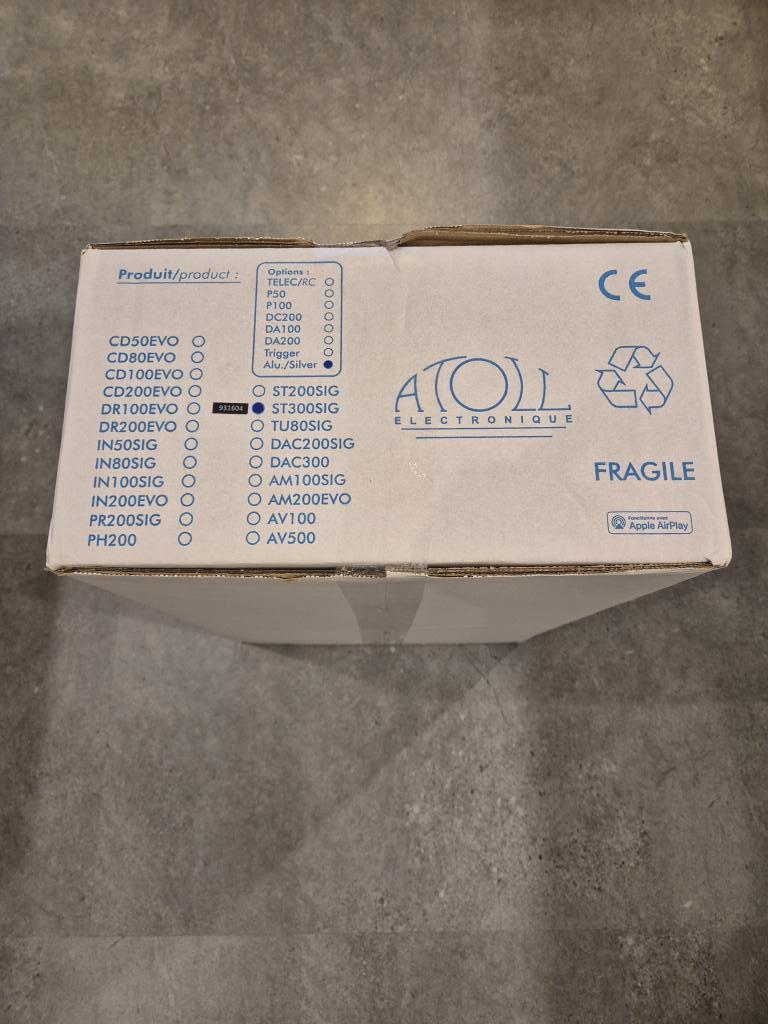 Produit/product :
Options :
TELEC/RC
P50
P100
DC200
DA100
DA200
Trigger
Alu./Silver
CD50EVO
CD80EVO
CD100EVO
CD200EVO
DR100EVO
DR200EVO
IN50SIG
IN80SIG
IN100SIG
IN200EVO
PR200SIG
PH200
931604
ST200SIG
ST300SIG
TU80SIG
DAC200SIG
DAC300
AM100SIG
AM200EVO
AV100
AV500
ATOLL
ELECTRONIQUE
CE
FRAGILE
Fonctionne avec
Apple AirPlay